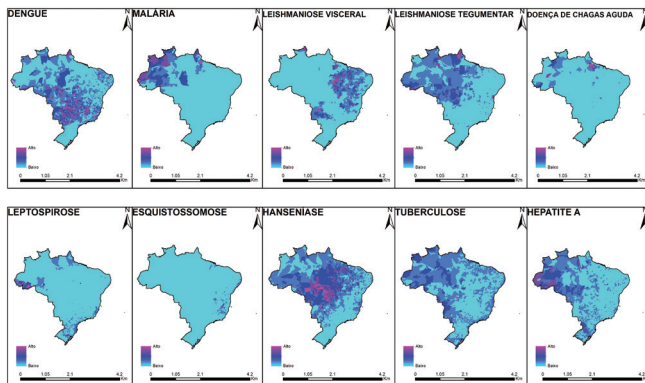 DENGUE
N
Alto
Baixo
0 1.05 2.1 4.2
Km
MALÁRIA
N
Alto
Baixo
0 1.05 2.1 4.2
Km
LEISHMANIOSE VISCERAL
N
Alto
Baixo
0 1.05 2.1 4.2
Km
LEISHMANIOSE TEGUMENTAR
N
Alto
Baixo
0 1.05 2.1 4.2
Km
DOENÇA DE CHAGAS AGUDA
N
Alto
Baixo
0 1.05 2.1 4.2
Km
LEPTOSPIROSE
N
Alto
Baixo
0 1.05 2.1 4.2
Km
ESQUISTOSSOMOSE
N
Alto
Baixo
0 1.05 2.1 4.2
Km
HANSENÍASE
N
Alto
Baixo
0 1.05 2.1 4.2
Km
TUBERCULOSE
N
Alto
Baixo
0 1.05 2.1 4.2
Km
HEPATITE A
N
Alto
Baixo
0 1.05 2.1 4.2
Km